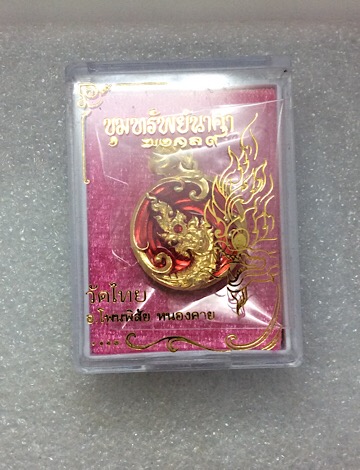 ขุมทรัพย์นาคา
วัดไทย
อ.โพนพิสัย หนองคาย